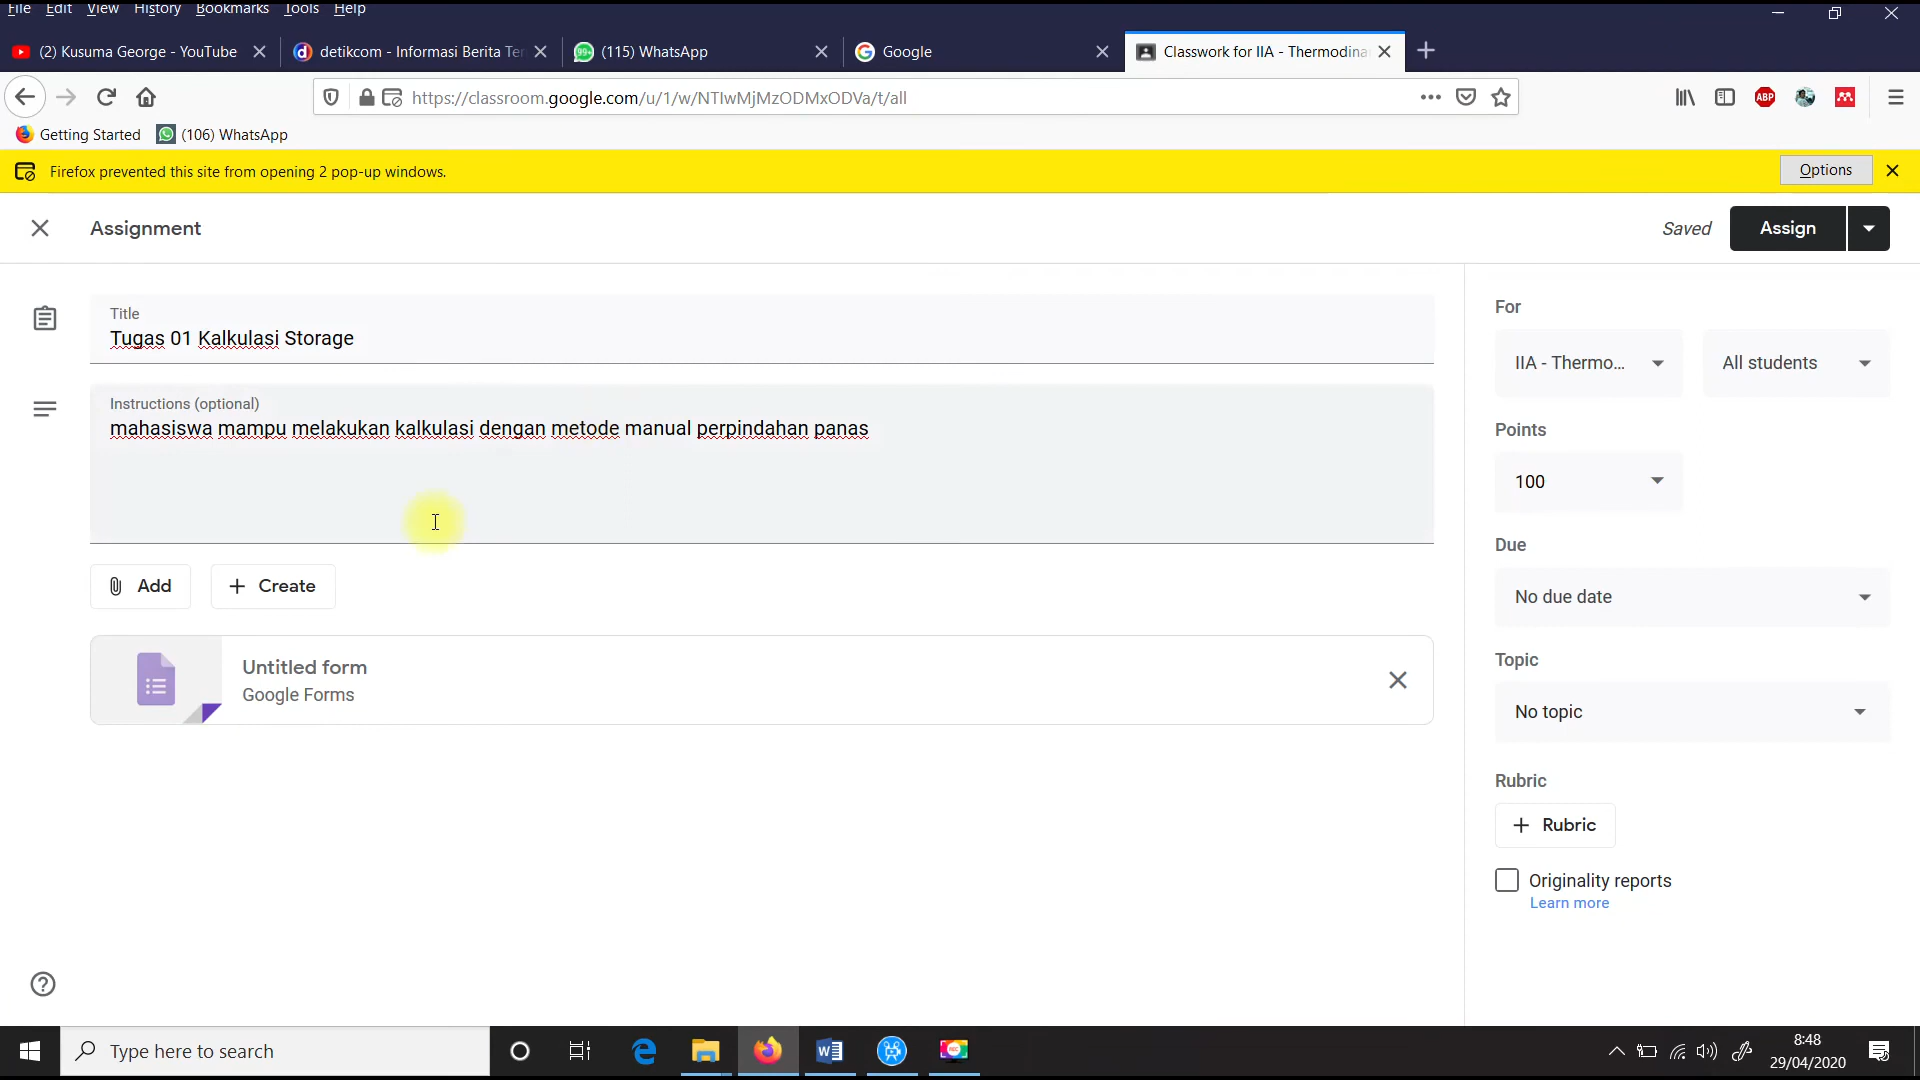 File Edit View History Bookmarks Tools Help
(2) Kusuma George - YouTube
detikcom - Informasi Berita Ter
(115) WhatsApp
Google
Classwork for IIA - Thermodina
https://classroom.google.com/u/1/w/NTIwMjMzODMxODVa/t/all
ABP
Getting Started
(106) WhatsApp
Firefox prevented this site from opening 2 pop-up windows.
Options
Assignment
Saved
Assign
Title
Tugas 01 Kalkulasi Storage
Instructions (optional)
mahasiswa mampu melakukan kalkulasi dengan metode manual perpindahan panas
Add
Create
Untitled form
Google Forms
For
IIA - Thermo...
All students
Points
100
Due
No due date
Topic
No topic
Rubric
Rubric
Originality reports
Learn more
Type here to search
8:48
29/04/2020